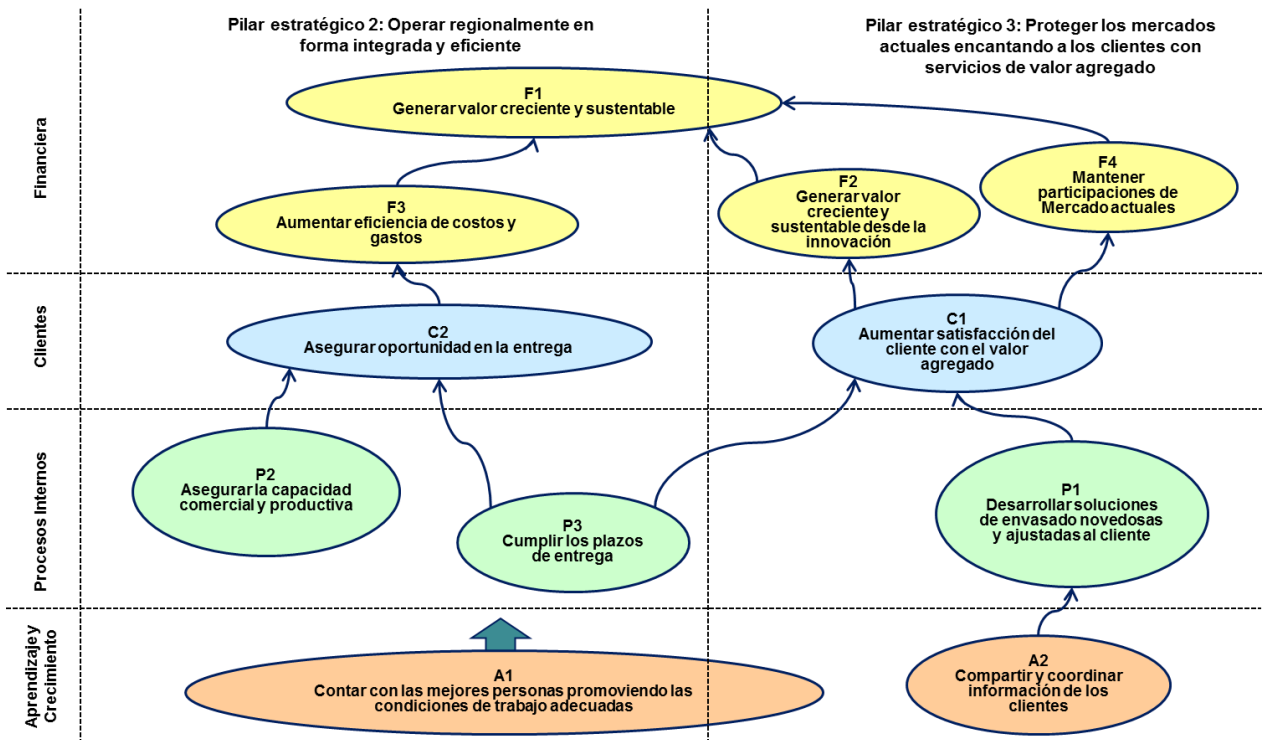 Pilar estratégico 2: Operar regionalmente en
forma integrada y eficiente
Pilar estratégico 3: Proteger los mercados
actuales encantando a los clientes con
servicios de valor agregado
Financiera
F1
Generar valor creciente y sustentable
F3
Aumentar eficiencia de costos y
gastos
F2
Generar valor
creciente y
sustentable desde la
innovación
F4
Mantener
participaciones de
Mercado actuales
Clientes
C2
Asegurar oportunidad en la entrega
C1
Aumentar satisfacción del
cliente con el valor
agregado
Procesos Internos
P2
Asegurar la capacidad
comercial y productiva
P3
Cumplir los plazos
de entrega
P1
Desarrollar soluciones
de envasado novedosas
y ajustadas al cliente
Aprendizaje y
Crecimiento
A1
Contar con las mejores personas promoviendo las
condiciones de trabajo adecuadas
A2
Compartir y coordinar
información de los
clientes